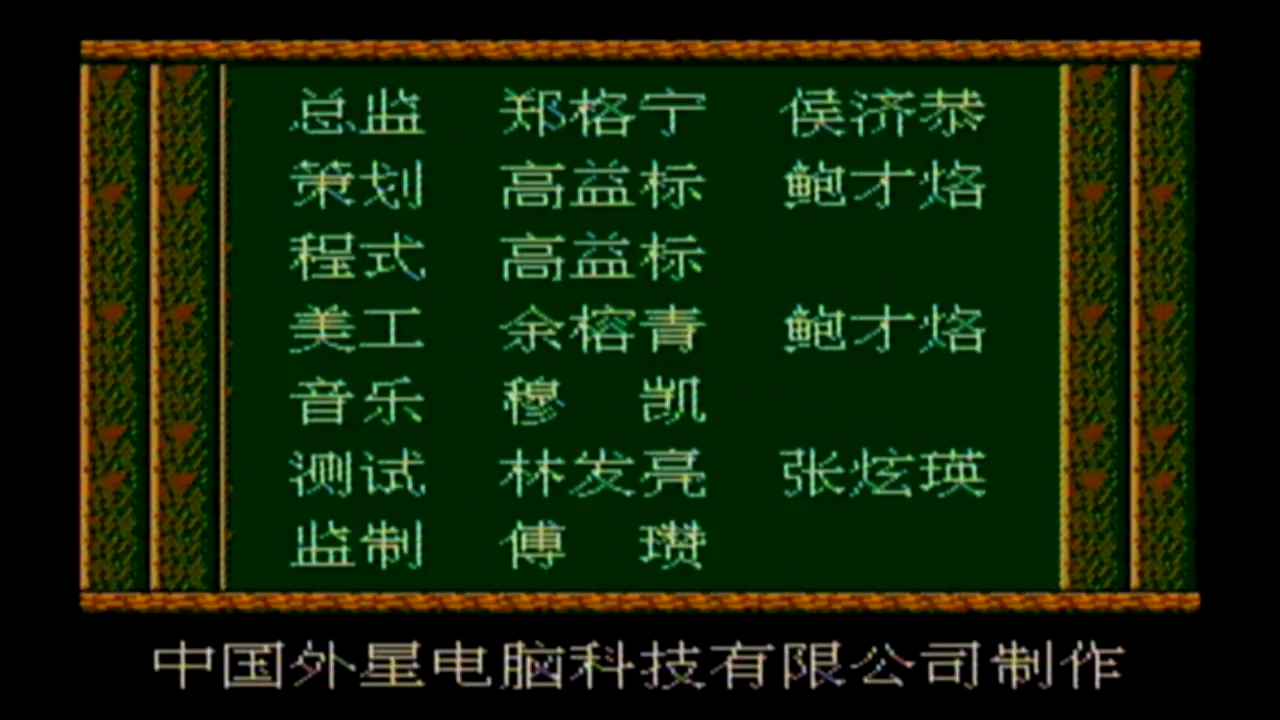 总监 郑格宁 侯济恭
策划 高益标 鲍才烙
程式 高益标
美工 余榕青 鲍才烙
音乐 穆 凯
测试 林发亮 张炫瑛
监制 傅 瓒
中国外星电脑科技有限公司制作